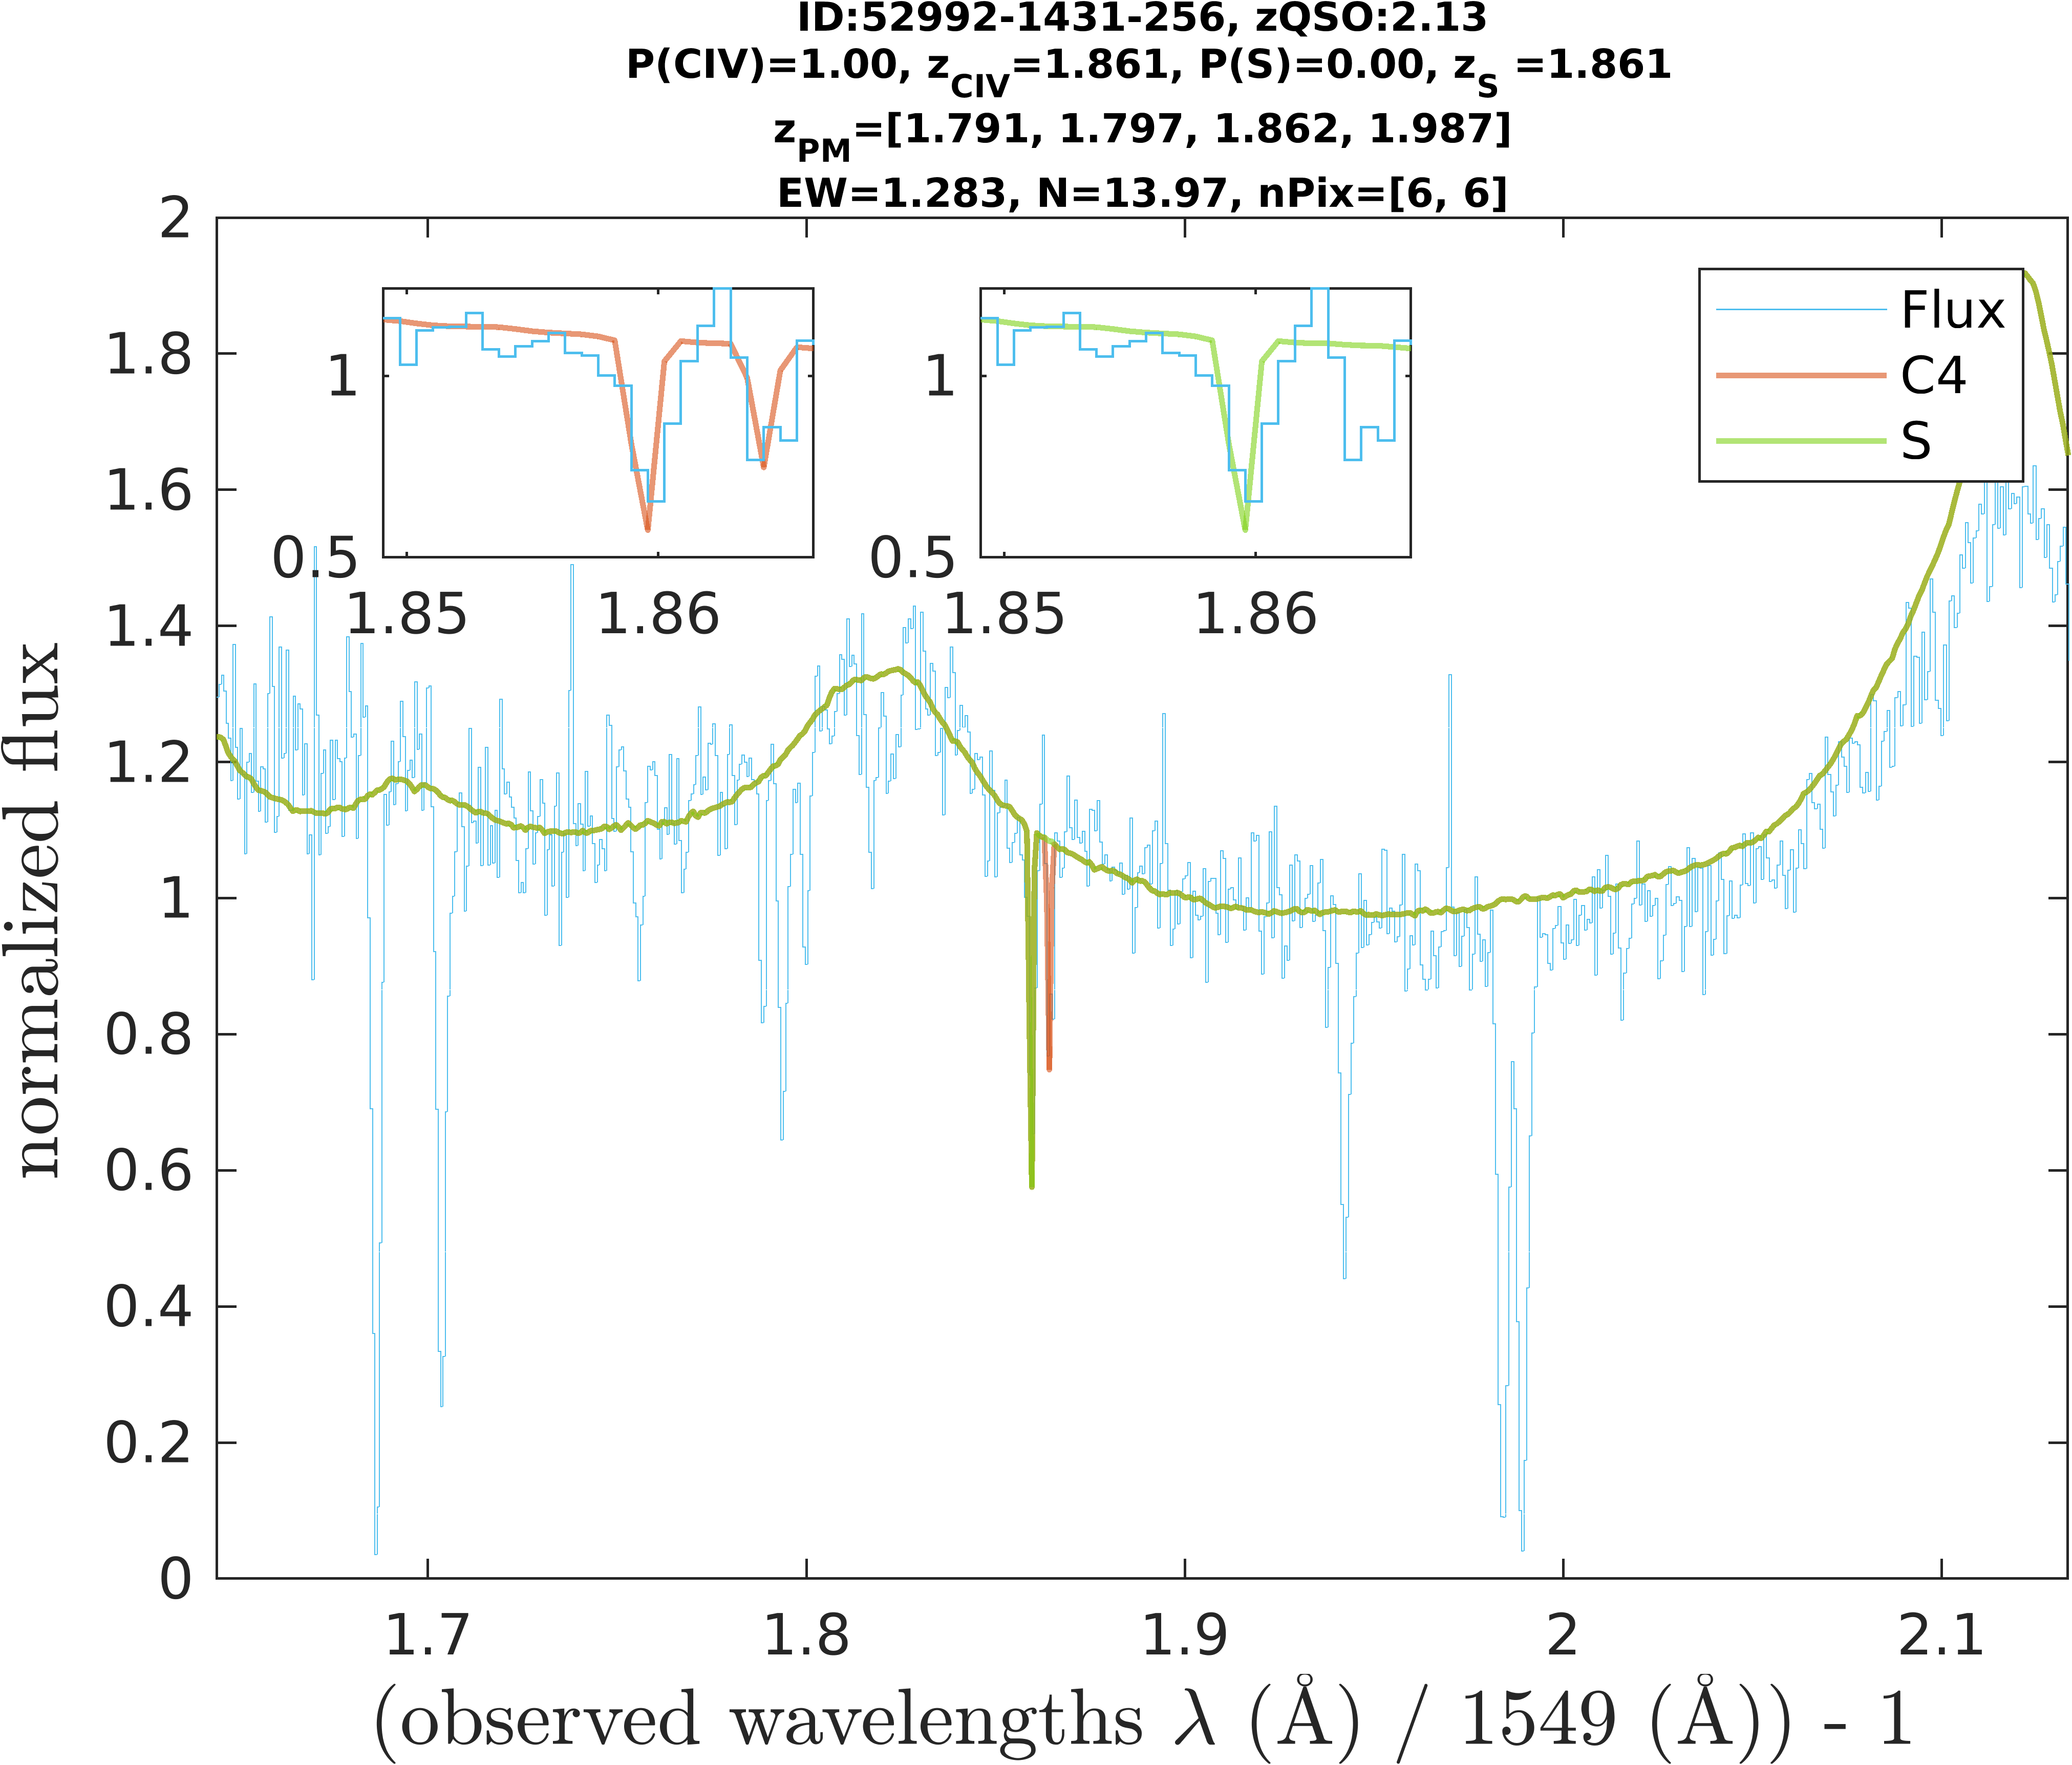 ID:52992-1431-256, zQSO:2.13
P(CIV)=1.00, zCIV=1.861, P(S)=0.00, zS =1.861
zPM=[1.791, 1.797, 1.862, 1.987]
EW=1.283, N=13.97, nPix=[6, 6]
2
1.8
1.6
1.4
1.2
1
0.8
0.6
0.4
0.2
0
normalized flux
1
0.5
1.85
1.86
1
0.5
1.85
1.86
Flux
C4
S
1.7
1.8
1.9
2
2.1
(observed wavelengths λ (Å) / 1549 (Å)) - 1